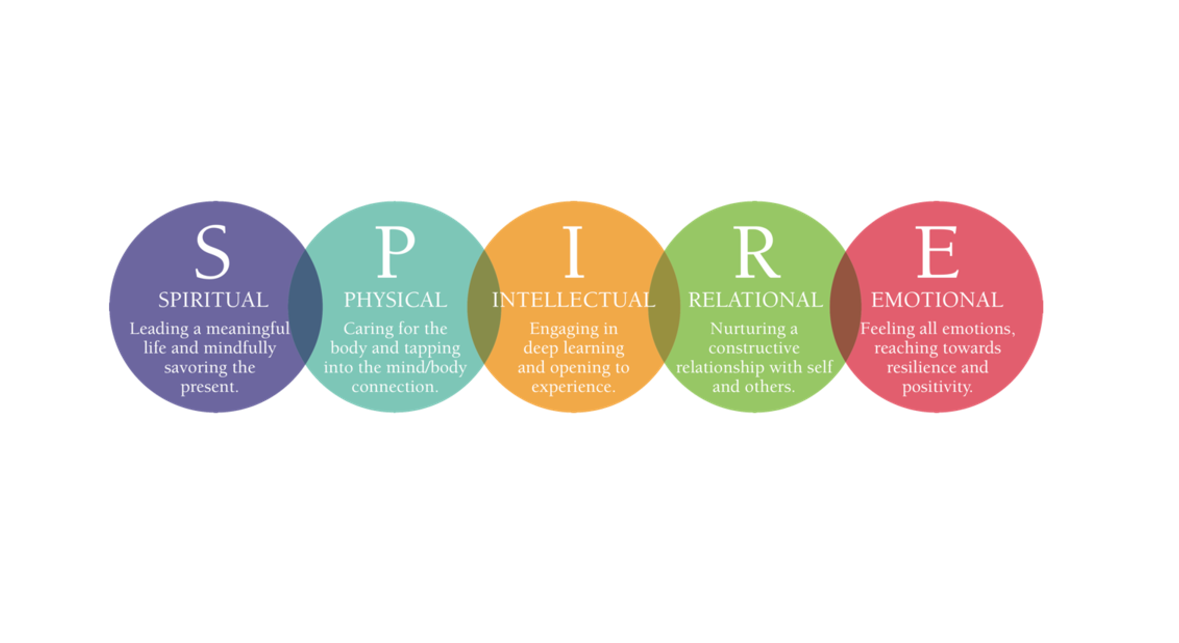 S
SPIRITUAL
Leading a meaningful
life and mindfully
savoring the
present.
P
PHYSICAL
Caring for the
body and tapping
into the mind/body
connection.
I
INTELLECTUAL
Engaging in
deep learning
and opening to
experience.
R
RELATIONAL
Nurturing a
constructive
relationship with self
and others.
E
EMOTIONAL
Feeling all emotions,
reaching towards
resilience and
positivity.